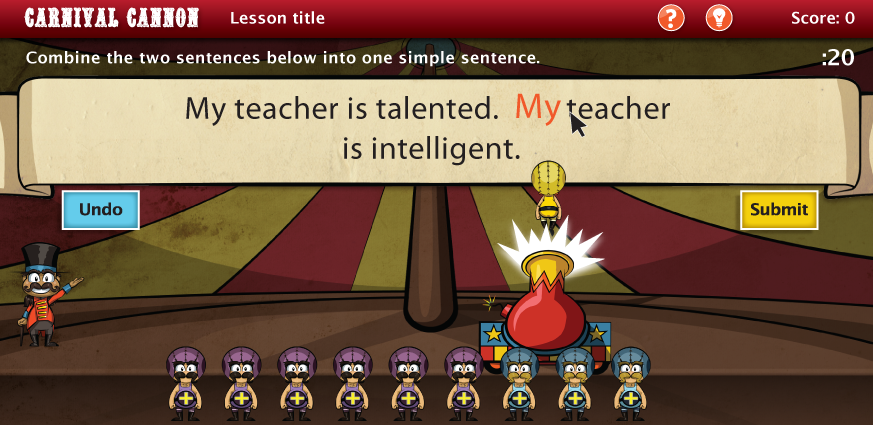 CARNIVAL CANNON Lesson title ? Score: 0
Combine the two sentences below into one simple sentence. :20
My teacher is talented. My teacher
is intelligent.
Undo Submit